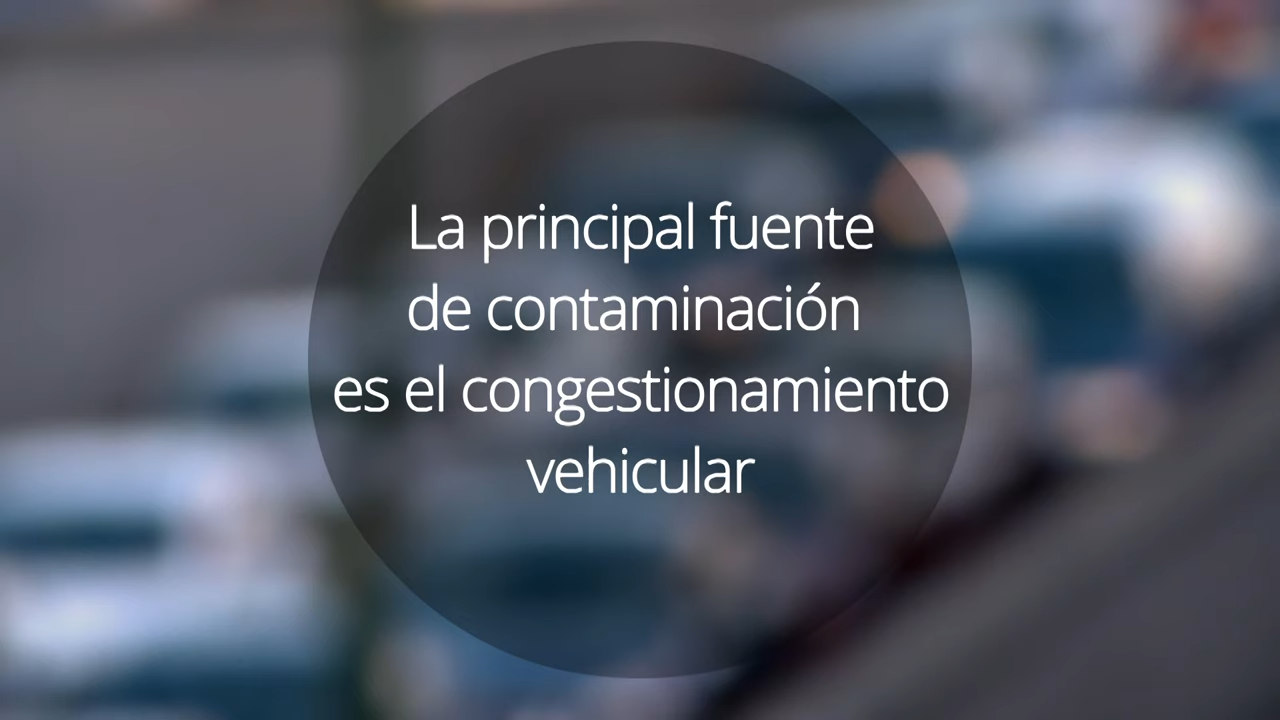 La principal fuente
de contaminación
es el congestionamiento
vehicular